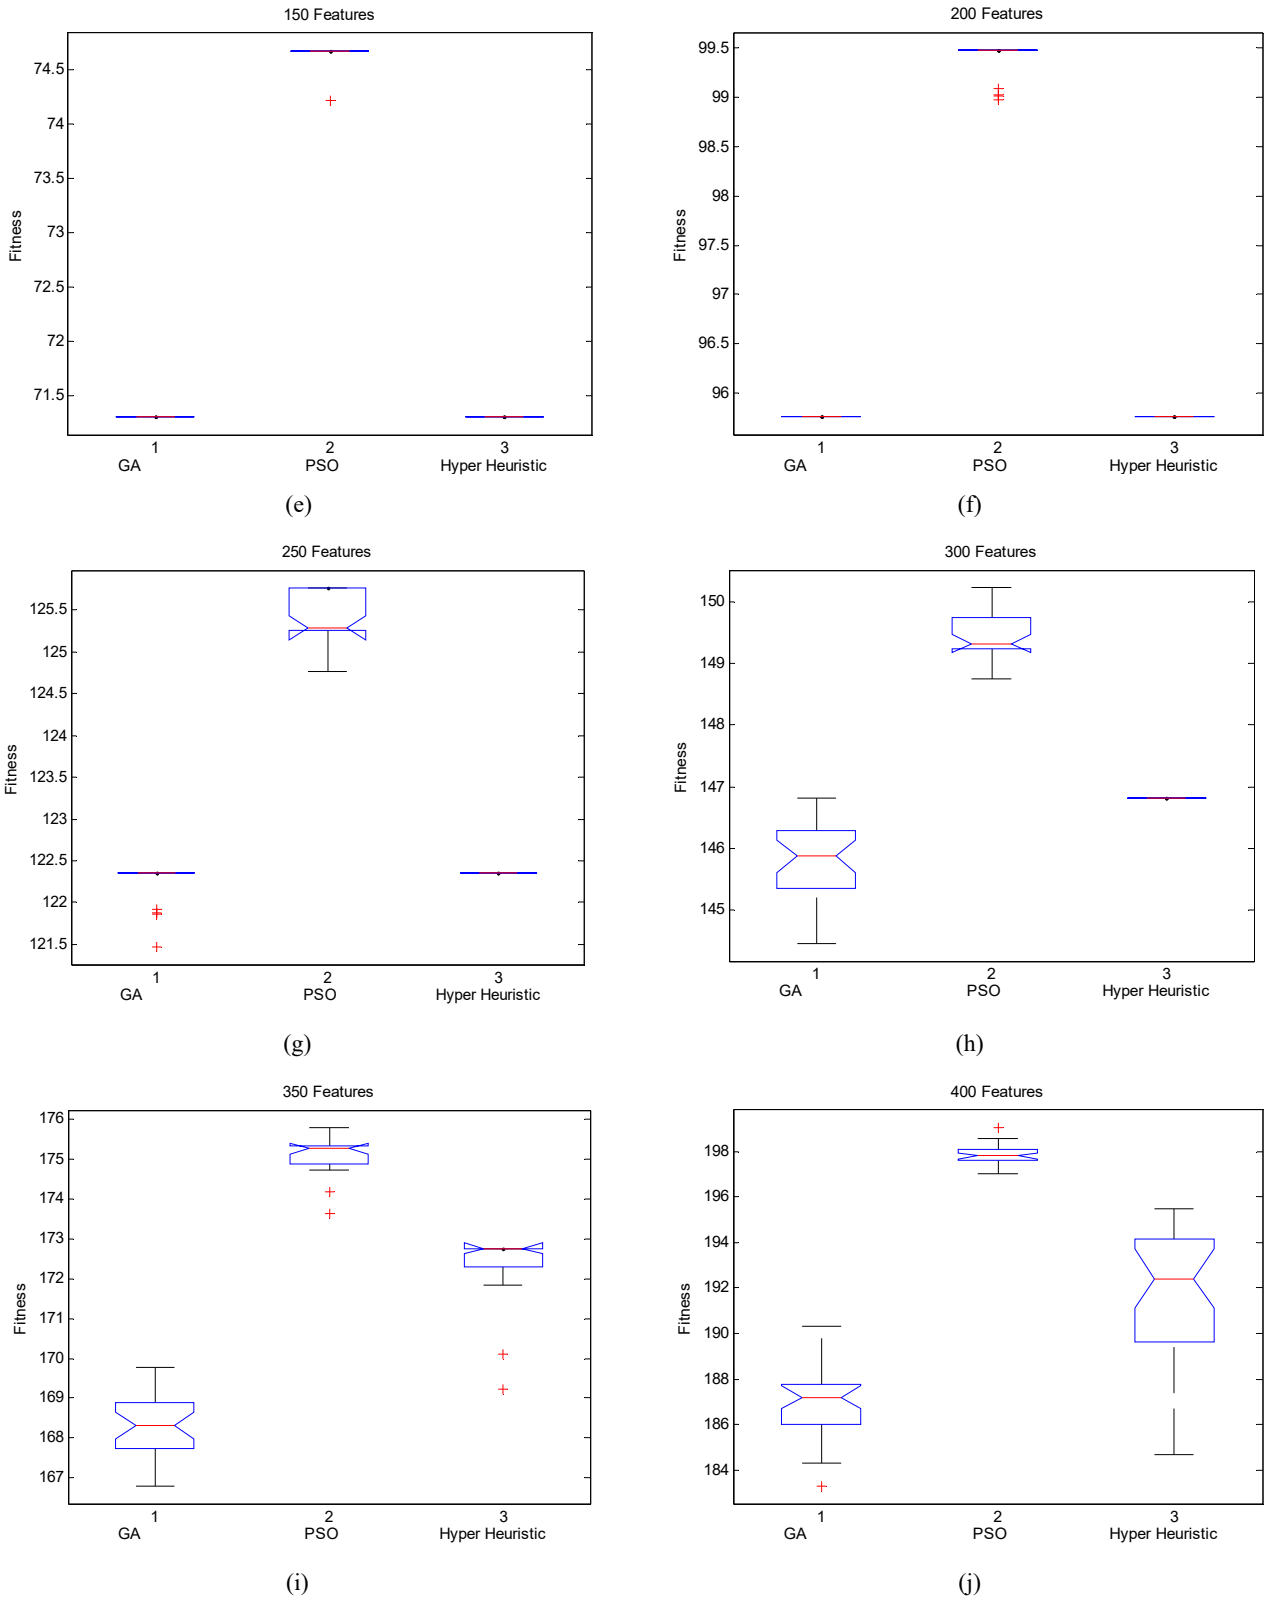 150 Features
74.5
74
73.5
73
72.5
72
71.5
Fitness
1 2 3
GA PSO Hyper Heuristic
(e)
200 Features
99.5
99
98.5
98
97.5
97
96.5
96
Fitness
1 2 3
GA PSO Hyper Heuristic
(f)
250 Features
125.5
125
124.5
124
123.5
123
122.5
122
121.5
Fitness
1 2 3
GA PSO Hyper Heuristic
(g)
300 Features
150
149
148
147
146
145
Fitness
1 2 3
GA PSO Hyper Heuristic
(h)
350 Features
176
175
174
173
172
171
170
169
168
167
Fitness
1 2 3
GA PSO Hyper Heuristic
(i)
400 Features
198
196
194
192
190
188
186
184
Fitness
1 2 3
GA PSO Hyper Heuristic
(j)